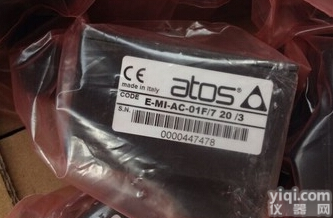 CE
made in Italy
atos
CODE E-MI-AC-01F/7 20 /3
S.N.
0000447478
yiqi.com
仪器网